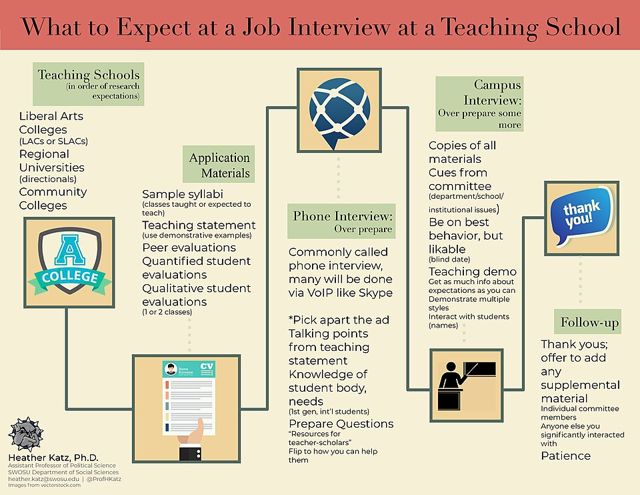 What to Expect at a Job Interview at a Teaching School
Teaching Schools
(in order of research
expectations)
Liberal Arts
Colleges
(LACs or SLACs)
Regional
Universities
(directionals)
Community
Colleges
A
COLLEGE
Application
Materials
Sample syllabi
(classes taught or expected to
teach)
Teaching statement
(use demonstrative examples)
Peer evaluations
Quantified student
evaluations
Qualitative student
evaluations
(1 or 2 classes)
CV
Phone Interview:
Over prepare
Commonly called
phone interview,
many will be done
via VoIP like Skype
*Pick apart the ad
Talking points
from teaching
statement
Knowledge of
student body,
needs
(1st gen, int'l students)
Prepare Questions
"Resources for
teacher-scholars"
Flip to how you can help
them
Campus
Interview:
Over prepare some
more
Copies of all
materials
Cues from
committee
(department/school/
institutional issues)
Be on best
behavior, but
likable
(blind date)
Teaching demo
Get as much info about
expectations as you can
Demonstrate multiple
styles
Interact with students
(names)
thank
you!
Follow-up
Thank yous;
offer to add
any
supplemental
material
Individual committee
members
Anyone else you
significantly interacted
with
Patience
Heather Katz, Ph.D.
Assistant Professor of Political Science
SWOSU Department of Social Sciences
heather.katz@swosu.edu | @ProfHKatz
Images from vectorstock.com